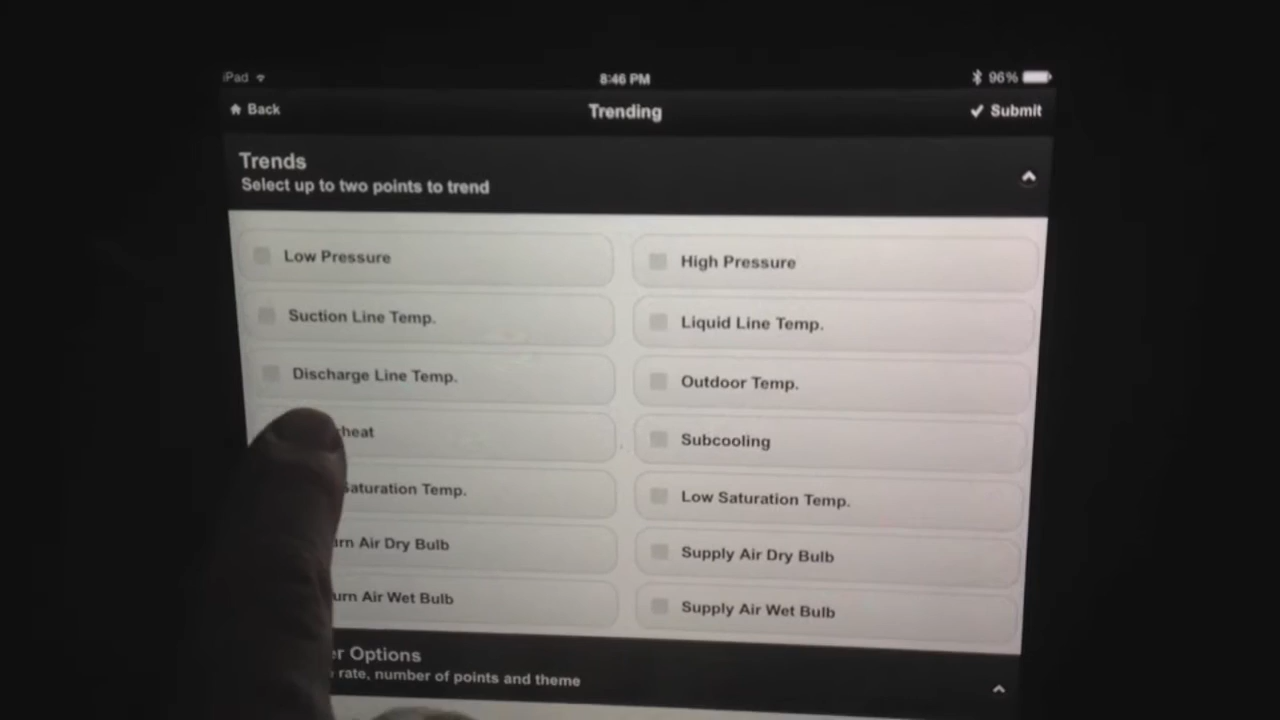 iPad 8:46 PM 96%
Back Trending Submit
Trends
Select up to two points to trend
Low Pressure High Pressure
Suction Line Temp. Liquid Line Temp.
Discharge Line Temp. Outdoor Temp.
heat Subcooling
Saturation Temp. Low Saturation Temp.
urn Air Dry Bulb Supply Air Dry Bulb
urn Air Wet Bulb Supply Air Wet Bulb
r Options
rate, number of points and theme